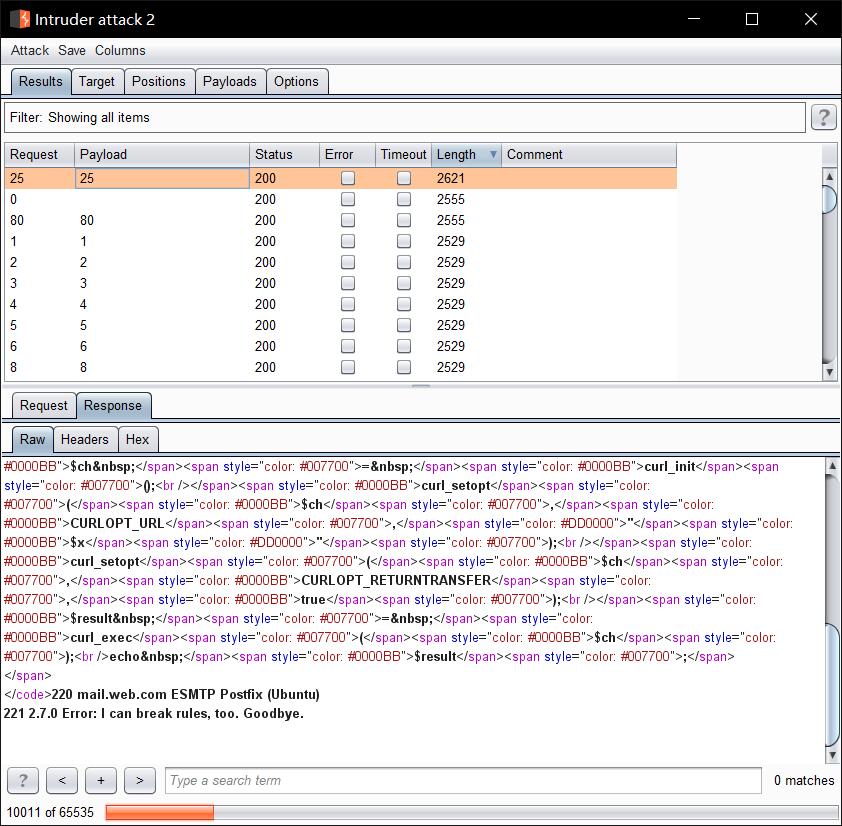 Intruder attack 2
Attack Save Columns
Results Target Positions Payloads Options
Filter: Showing all items ?
Request Payload Status Error Timeout Length Comment
25 25 200 2621
0 200 2555
80 80 200 2555
1 1 200 2529
2 2 200 2529
3 3 200 2529
4 4 200 2529
5 5 200 2529
6 6 200 2529
8 8 200 2529
Request Response
Raw Headers Hex
#0000BB">$ch&nbsp;</span><span style="color: #007700">=&nbsp;</span><span style="color: #0000BB">curl_init</span><span
style="color: #007700">();<br /></span><span style="color: #0000BB">curl_setopt</span><span style="color:
#007700">(</span><span style="color: #0000BB">$ch</span><span style="color: #007700">,</span><span style="color:
#0000BB">CURLOPT_URL</span><span style="color: #007700">,</span><span style="color: #DD0000">"</span><span style="color:
#0000BB">$x</span><span style="color: #DD0000">"</span><span style="color: #007700">);<br /></span><span style="color:
#0000BB">curl_setopt</span><span style="color: #007700">(</span><span style="color: #0000BB">$ch</span><span style="color:
#007700">,</span><span style="color: #0000BB">CURLOPT_RETURNTRANSFER</span><span style="color:
#007700">,</span><span style="color: #0000BB">true</span><span style="color: #007700">);<br /></span><span style="color:
#0000BB">$result&nbsp;</span><span style="color: #007700">=&nbsp;</span><span style="color:
#0000BB">curl_exec</span><span style="color: #007700">(</span><span style="color: #0000BB">$ch</span><span style="color:
#007700">);<br />echo&nbsp;</span><span style="color: #0000BB">$result</span><span style="color: #007700">;</span>
</span>
</code>220 mail.web.com ESMTP Postfix (Ubuntu)
221 2.7.0 Error: I can break rules, too. Goodbye.
? < + > Type a search term 0 matches
10011 of 65535